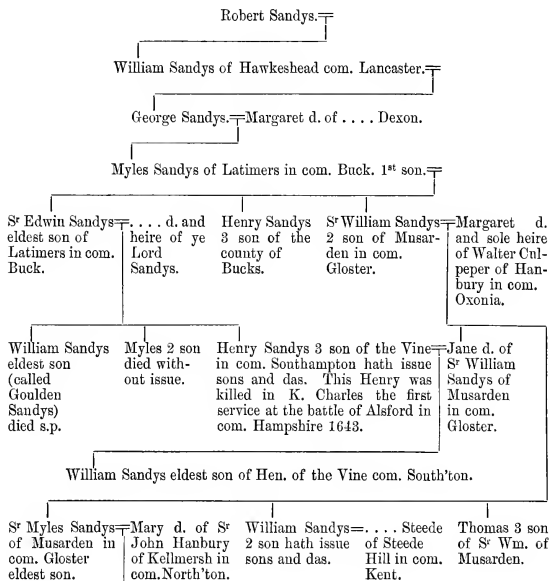 Robert Sandys.
William Sandys of Hawkeshead com. Lancaster.
George Sandys. Margaret d. of . . . . Dexon.
Myles Sandys of Latimers in com. Buck. 1st son.
Sr Edwin Sandys
eldest son of
Latimers in com.
Buck.
. . . . d. and
heire of ye
Lord
Sandys.
Henry Sandys
3 son of the
county of
Bucks.
Sr William Sandys
2 son of Musar-
den in com.
Gloster.
Margaret d.
and sole heire
of Walter Cul-
peper of Han-
bury in com.
Oxonia.
William Sandys
eldest son
(called
Goulden
Sandys)
died s.p.
Myles 2 son
died with-
out issue.
Henry Sandys 3 son of the Vine
in com. Southampton hath issue
sons and das. This Henry was
killed in K. Charles the first
service at the battle of Alsford in
com. Hampshire 1643.
Jane d. of
Sr William
Sandys of
Musarden
in com.
Gloster.
William Sandys eldest son of Hen. of the Vine com. South'ton.
Sr Myles Sandys
of Musarden in
com. Gloster
eldest son.
Mary d. of Sr
John Hanbury
of Kellmersh in
com. North'ton.
William Sandys
2 son hath issue
sons and das.
. . . . Steede
of Steede
Hill in com.
Kent.
Thomas 3 son
of Sr Wm. of
Musarden.